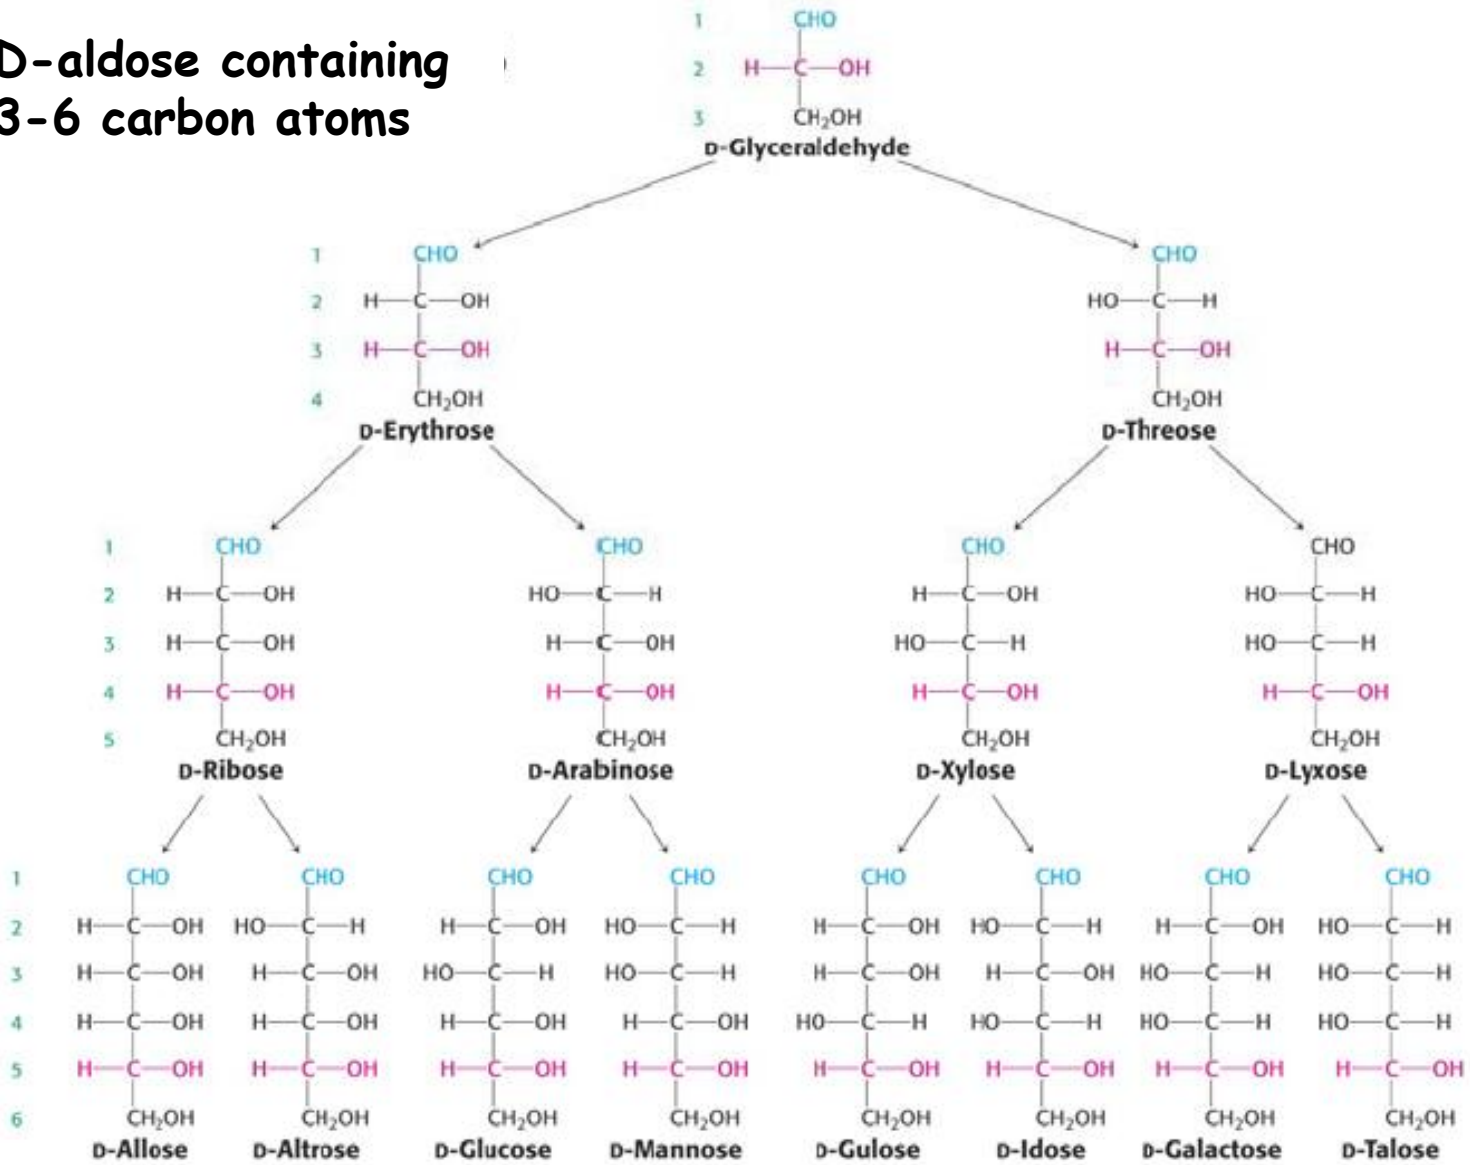 D-aldose containing
3-6 carbon atoms
1 CHO
2 H—C—OH
3 CH₂OH
D-Glyceraldehyde
1 CHO CHO
2 H—C—OH HO—C—H
3 H—C—OH H—C—OH
4 CH₂OH CH₂OH
D-Erythrose D-Threose
1 CHO CHO CHO CHO
2 H—C—OH HO—C—H H—C—OH HO—C—H
3 H—C—OH H—C—OH HO—C—H HO—C—H
4 H—C—OH H—C—OH H—C—OH H—C—OH
5 CH₂OH CH₂OH CH₂OH CH₂OH
D-Ribose D-Arabinose D-Xylose D-Lyxose
1 CHO CHO CHO CHO CHO CHO CHO CHO
2 H—C—OH HO—C—H H—C—OH HO—C—H H—C—OH HO—C—H H—C—OH HO—C—H
3 H—C—OH H—C—OH HO—C—H HO—C—H H—C—OH H—C—OH HO—C—H HO—C—H
4 H—C—OH H—C—OH H—C—OH H—C—OH HO—C—H HO—C—H HO—C—H HO—C—H
5 H—C—OH H—C—OH H—C—OH H—C—OH H—C—OH H—C—OH H—C—OH H—C—OH
6 CH₂OH CH₂OH CH₂OH CH₂OH CH₂OH CH₂OH CH₂OH CH₂OH
D-Allose D-Altrose D-Glucose D-Mannose D-Gulose D-Idose D-Galactose D-Talose